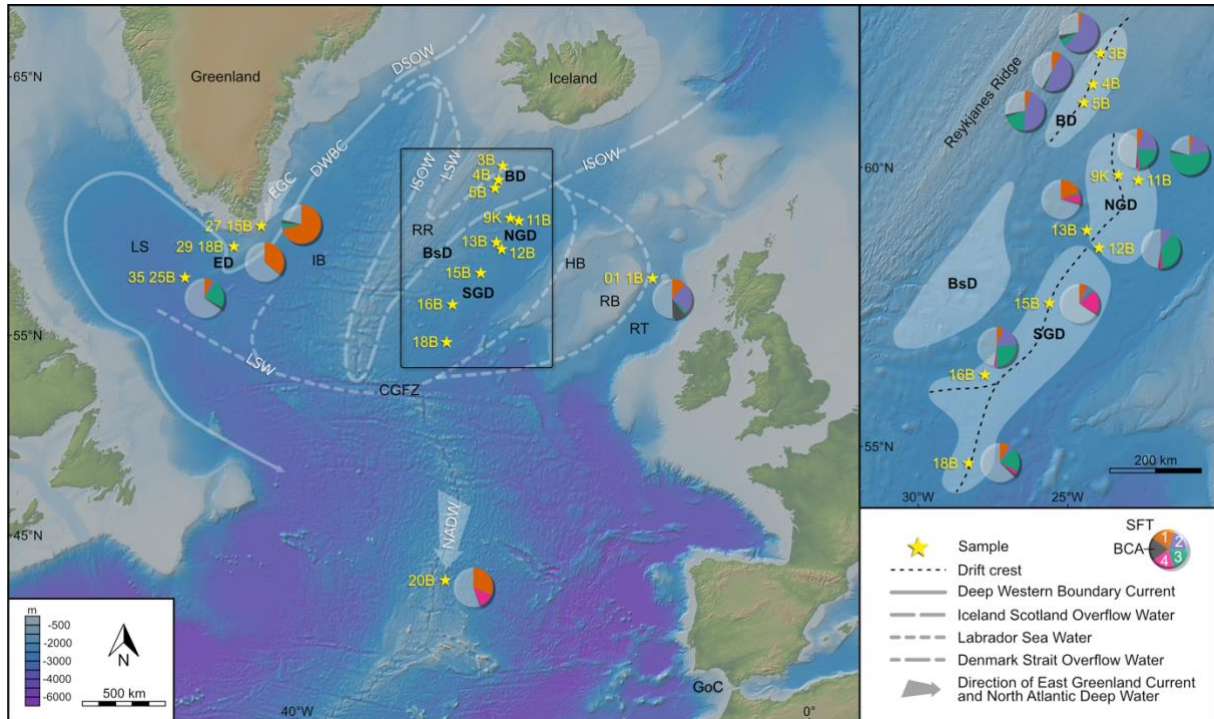 65°N
Greenland
Iceland
DSOW
DWBC
EGC
ISOW
LSW
ISOW
3B
4B
BD
5B
9K
11B
NGD
13B
12B
RR
BsD
HB
15B
SGD
16B
18B
01 1B
RB
RT
27 15B
29 18B
ED
IB
LS
35 25B
55°N
LSW
CGFZ
45°N
NADW
20B
GoC
m
-500
-2000
-3000
-4000
-6000
N
500 km
40°W
0°
Reykjanes Ridge
3B
4B
5B
BD
60°N
9K
11B
NGD
13B
12B
BsD
15B
SGD
16B
55°N
18B
200 km
30°W
25°W
SFT
BCA
1
2
3
4
Sample
Drift crest
Deep Western Boundary Current
Iceland Scotland Overflow Water
Labrador Sea Water
Denmark Strait Overflow Water
Direction of East Greenland Current
and North Atlantic Deep Water